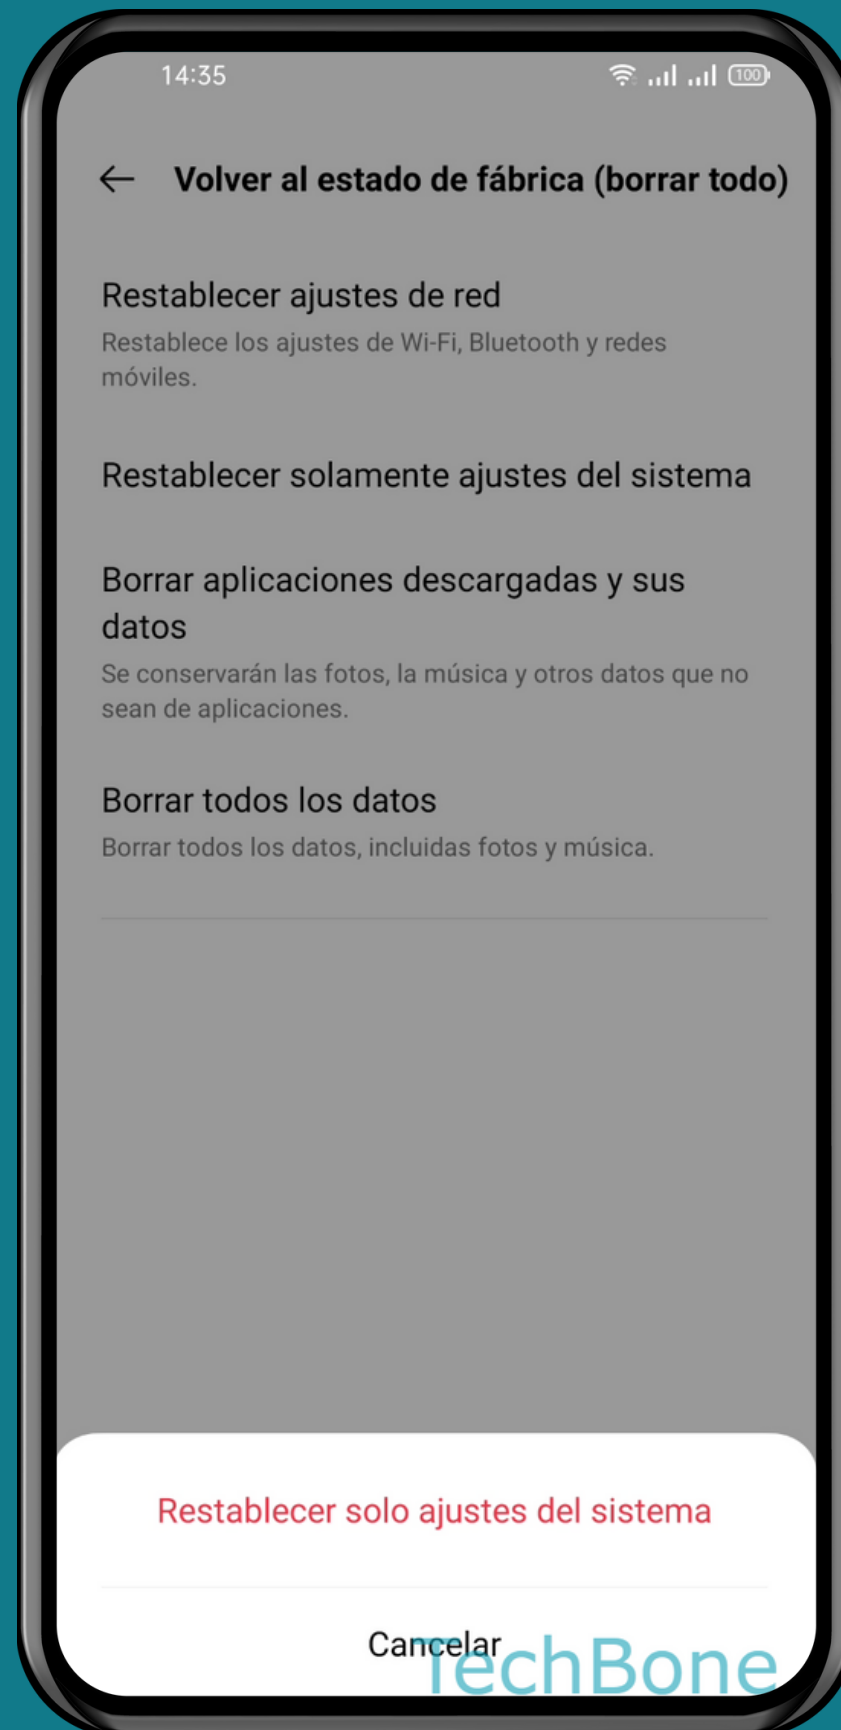 14:35
100
Volver al estado de fábrica (borrar todo)
Restablecer ajustes de red
Restablece los ajustes de Wi-Fi, Bluetooth y redes
móviles.
Restablecer solamente ajustes del sistema
Borrar aplicaciones descargadas y sus
datos
Se conservarán las fotos, la música y otros datos que no
sean de aplicaciones.
Borrar todos los datos
Borrar todos los datos, incluidas fotos y música.
Restablecer solo ajustes del sistema
Cancelar
TechBone